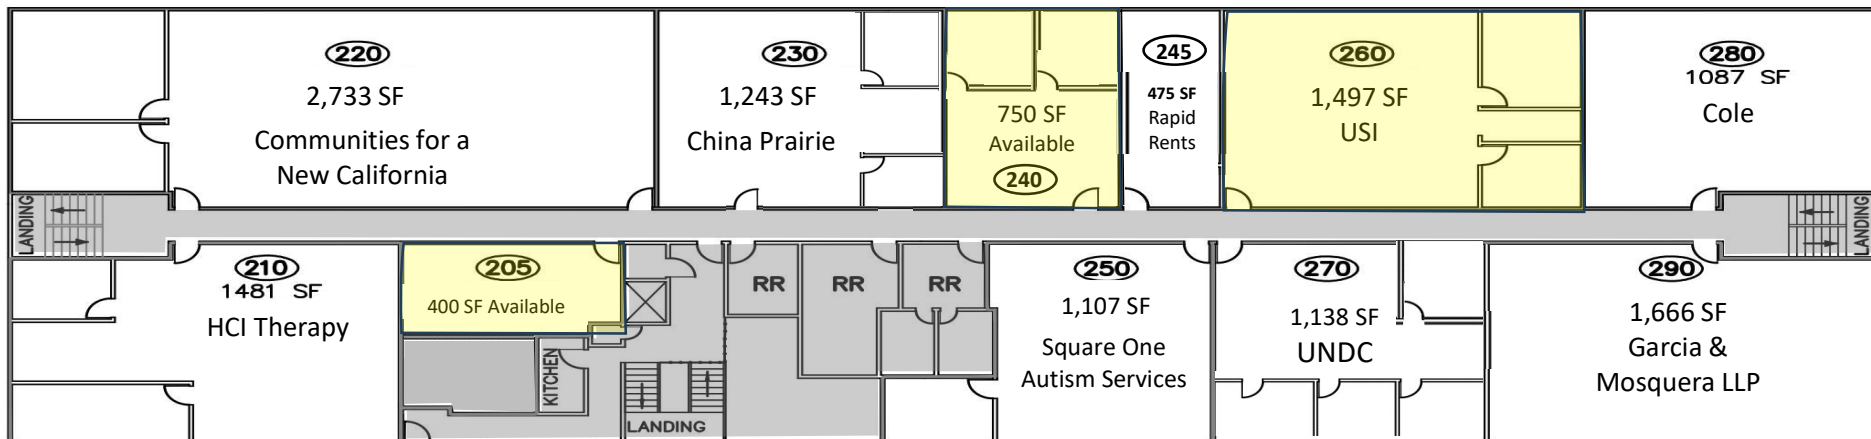 220
2,733 SF
Communities for a
New California
230
1,243 SF
China Prairie
750 SF
Available
240
245
475 SF
Rapid
Rents
260
1,497 SF
USI
280
1087 SF
Cole
LANDING
LANDING
210
1481 SF
HCI Therapy
205
400 SF Available
KITCHEN
LANDING
RR
RR
RR
250
1,107 SF
Square One
Autism Services
270
1,138 SF
UNDC
290
1,666 SF
Garcia &
Mosquera LLP